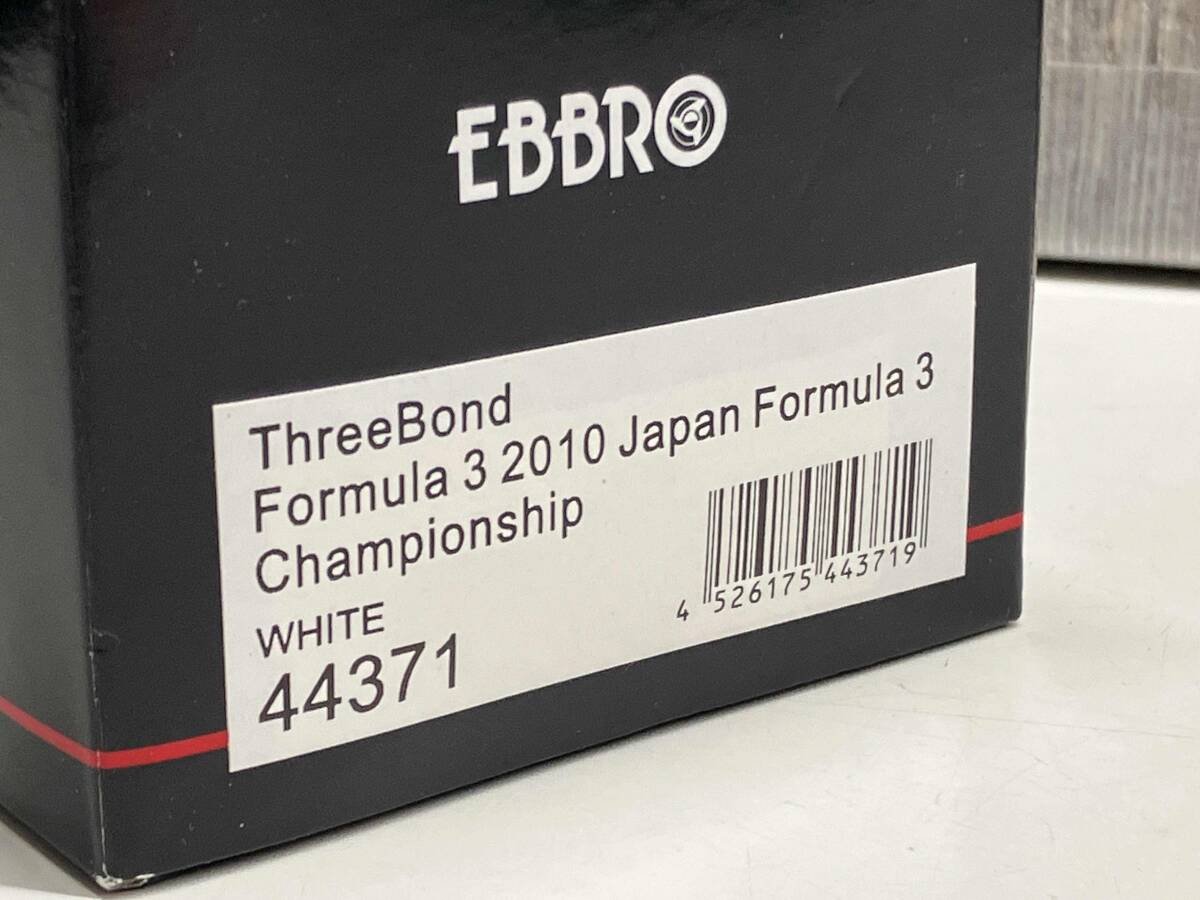 EBBRO
ThreeBond
Formula 3 2010 Japan Formula 3
Championship
WHITE
44371
4 526175 443719